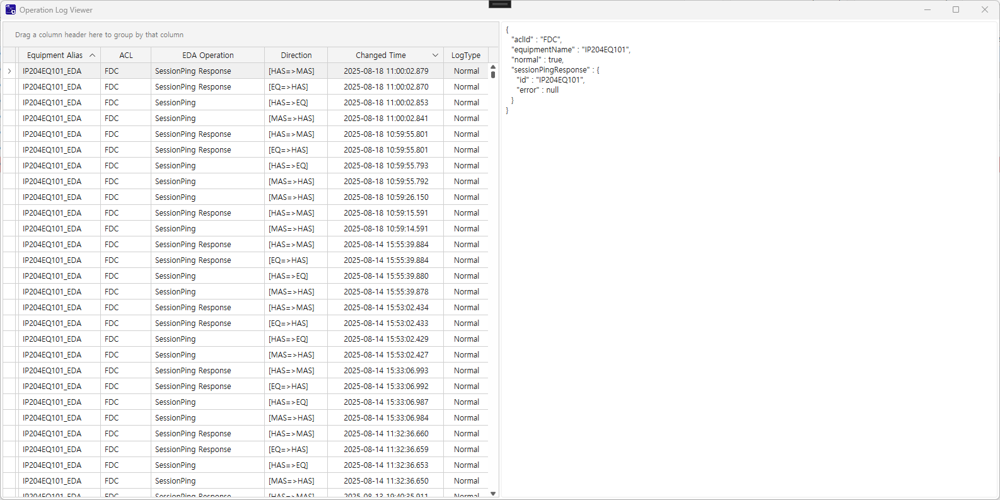 Operation Log Viewer
Drag a column header here to group by that column
Equipment Alias ACL EDA Operation Direction Changed Time LogType
IP204EQ101_EDA FDC SessionPing Response [HAS=>MAS] 2025-08-18 11:00:02.879 Normal
IP204EQ101_EDA FDC SessionPing Response [EQ=>HAS] 2025-08-18 11:00:02.870 Normal
IP204EQ101_EDA FDC SessionPing [HAS=>EQ] 2025-08-18 11:00:02.853 Normal
IP204EQ101_EDA FDC SessionPing [MAS=>HAS] 2025-08-18 11:00:02.841 Normal
IP204EQ101_EDA FDC SessionPing Response [HAS=>MAS] 2025-08-18 10:59:55.801 Normal
IP204EQ101_EDA FDC SessionPing Response [EQ=>HAS] 2025-08-18 10:59:55.801 Normal
IP204EQ101_EDA FDC SessionPing [HAS=>EQ] 2025-08-18 10:59:55.793 Normal
IP204EQ101_EDA FDC SessionPing [MAS=>HAS] 2025-08-18 10:59:55.792 Normal
IP204EQ101_EDA FDC SessionPing [MAS=>HAS] 2025-08-18 10:59:26.150 Normal
IP204EQ101_EDA FDC SessionPing Response [HAS=>MAS] 2025-08-18 10:59:15.591 Normal
IP204EQ101_EDA FDC SessionPing [MAS=>HAS] 2025-08-18 10:59:14.591 Normal
IP204EQ101_EDA FDC SessionPing Response [HAS=>MAS] 2025-08-14 15:55:39.884 Normal
IP204EQ101_EDA FDC SessionPing Response [EQ=>HAS] 2025-08-14 15:55:39.884 Normal
IP204EQ101_EDA FDC SessionPing [HAS=>EQ] 2025-08-14 15:55:39.880 Normal
IP204EQ101_EDA FDC SessionPing [MAS=>HAS] 2025-08-14 15:55:39.878 Normal
IP204EQ101_EDA FDC SessionPing Response [HAS=>MAS] 2025-08-14 15:53:02.434 Normal
IP204EQ101_EDA FDC SessionPing Response [EQ=>HAS] 2025-08-14 15:53:02.433 Normal
IP204EQ101_EDA FDC SessionPing [HAS=>EQ] 2025-08-14 15:53:02.429 Normal
IP204EQ101_EDA FDC SessionPing [MAS=>HAS] 2025-08-14 15:53:02.427 Normal
IP204EQ101_EDA FDC SessionPing Response [HAS=>MAS] 2025-08-14 15:33:06.993 Normal
IP204EQ101_EDA FDC SessionPing Response [EQ=>HAS] 2025-08-14 15:33:06.992 Normal
IP204EQ101_EDA FDC SessionPing [HAS=>EQ] 2025-08-14 15:33:06.987 Normal
IP204EQ101_EDA FDC SessionPing [MAS=>HAS] 2025-08-14 15:33:06.984 Normal
IP204EQ101_EDA FDC SessionPing Response [HAS=>MAS] 2025-08-14 11:32:36.660 Normal
IP204EQ101_EDA FDC SessionPing Response [EQ=>HAS] 2025-08-14 11:32:36.659 Normal
IP204EQ101_EDA FDC SessionPing [HAS=>EQ] 2025-08-14 11:32:36.653 Normal
IP204EQ101_EDA FDC SessionPing [MAS=>HAS] 2025-08-14 11:32:36.650 Normal
IP204EQ101_EDA FDC SessionPing Response [HAS=>MAS] 2025-08-13 19:40:35.911 Normal
{
"aclId" : "FDC",
"equipmentName" : "IP204EQ101",
"normal" : true,
"sessionPingResponse" : {
"id" : "IP204EQ101",
"error" : null
}
}